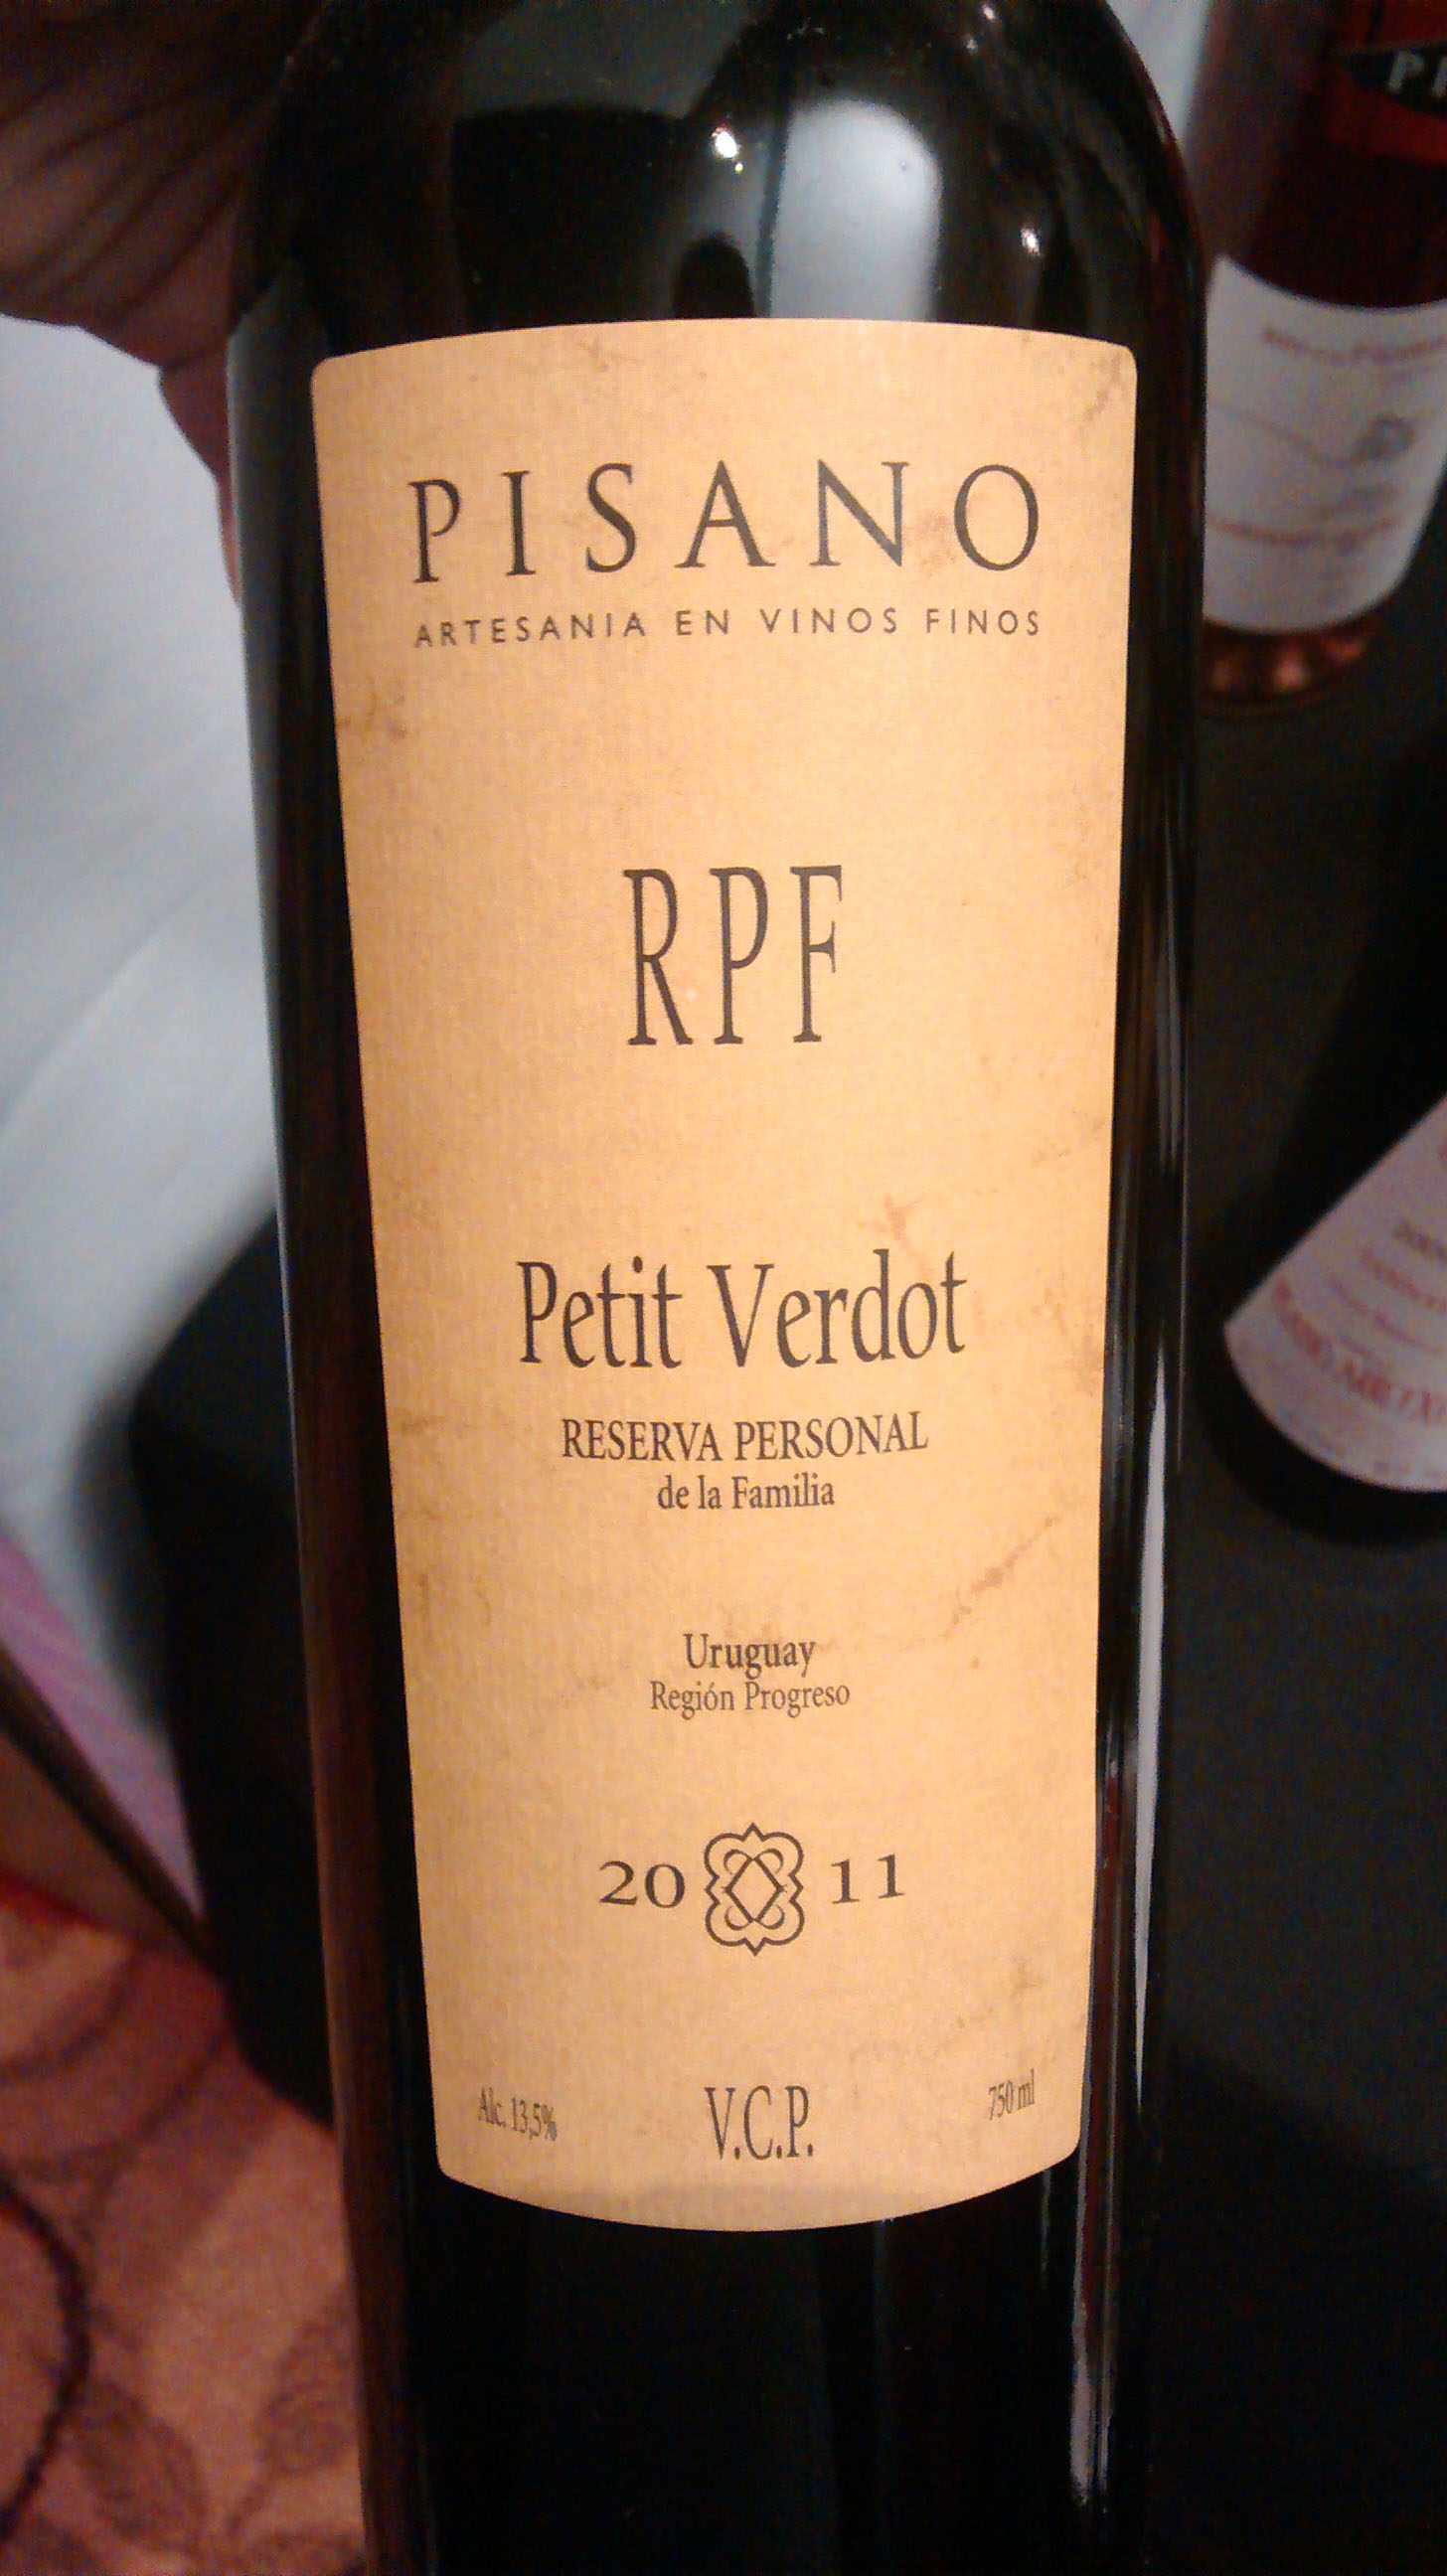 PISANO
ARTESANIA EN VINOS FINOS
RPF
Petit Verdot
RESERVA PERSONAL
de la Familia
Uruguay
Región Progreso
20 11
Alc. 13,5% V.C.P. 750 ml